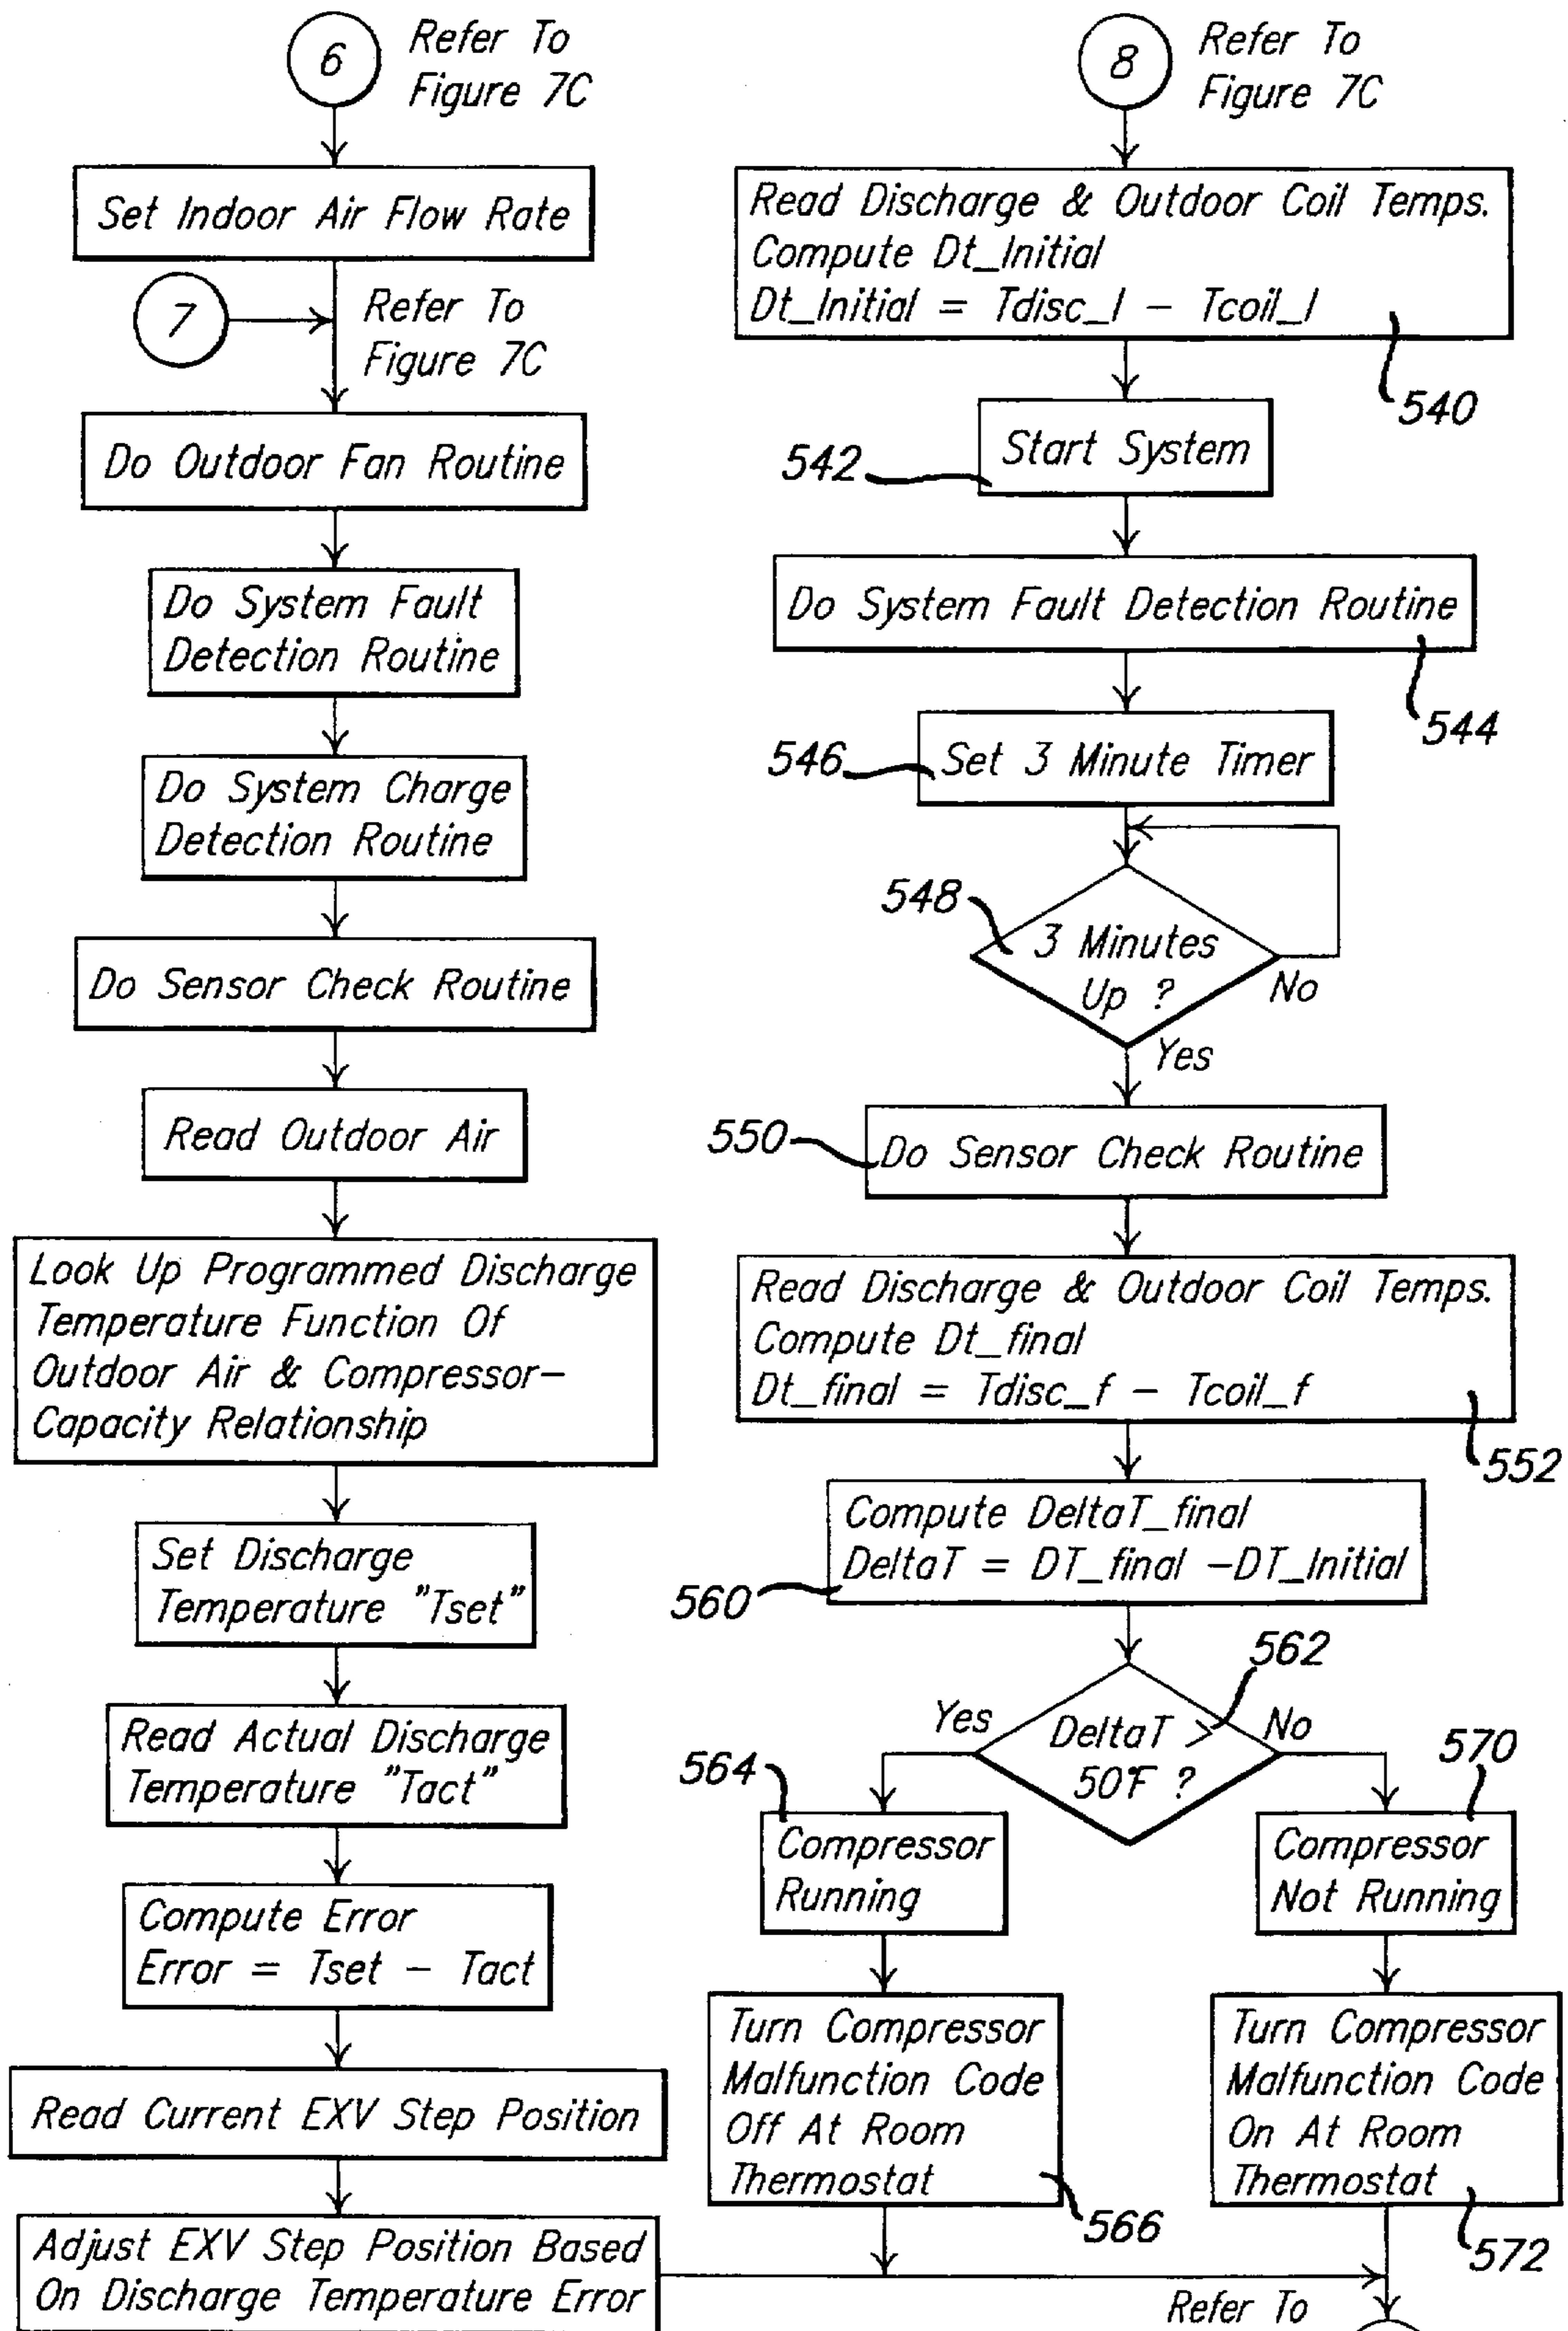 6
Refer To
Figure 7C
Set Indoor Air Flow Rate
7
Refer To
Figure 7C
Do Outdoor Fan Routine
Do System Fault
Detection Routine
Do System Charge
Detection Routine
Do Sensor Check Routine
Read Outdoor Air
Look Up Programmed Discharge
Temperature Function Of
Outdoor Air & Compressor-
Capacity Relationship
Set Discharge
Temperature "Tset"
Read Actual Discharge
Temperature "Tact"
Compute Error
Error = Tset - Tact
Read Current EXV Step Position
Adjust EXV Step Position Based
On Discharge Temperature Error
8
Refer To
Figure 7C
Read Discharge & Outdoor Coil Temps.
Compute Dt_Initial
Dt_Initial = Tdisc_I - Tcoil_I
540
Start System
542
Do System Fault Detection Routine
544
546
Set 3 Minute Timer
548
3 Minutes
Up ?
No
Yes
550
Do Sensor Check Routine
Read Discharge & Outdoor Coil Temps.
Compute Dt_final
Dt_final = Tdisc_f - Tcoil_f
552
Compute DeltaT_final
DeltaT = DT_final -DT_Initial
560
562
Yes
DeltaT >
50°F ?
No
564
570
Compressor
Running
Compressor
Not Running
Turn Compressor
Malfunction Code
Off At Room
Thermostat
566
Turn Compressor
Malfunction Code
On At Room
Thermostat
572
Refer To